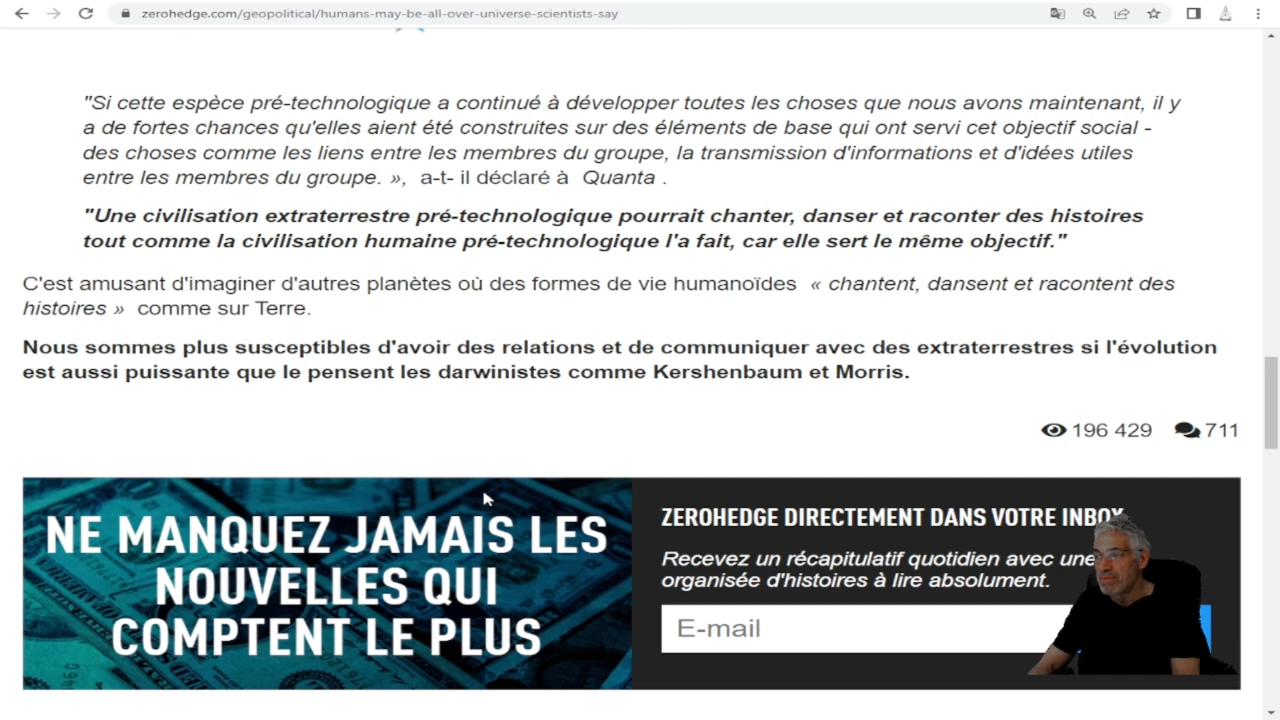 zerohedge.com/geopolitical/humans-may-be-all-over-universe-scientists-say
"Si cette espèce pré-technologique a continué à développer toutes les choses que nous avons maintenant, il y
a de fortes chances qu'elles aient été construites sur des éléments de base qui ont servi cet objectif social -
des choses comme les liens entre les membres du groupe, la transmission d'informations et d'idées utiles
entre les membres du groupe. », a-t- il déclaré à Quanta .
"Une civilisation extraterrestre pré-technologique pourrait chanter, danser et raconter des histoires
tout comme la civilisation humaine pré-technologique l'a fait, car elle sert le même objectif."
C'est amusant d'imaginer d'autres planètes où des formes de vie humanoïdes « chantent, dansent et racontent des
histoires » comme sur Terre.
Nous sommes plus susceptibles d'avoir des relations et de communiquer avec des extraterrestres si l'évolution
est aussi puissante que le pensent les darwinistes comme Kershenbaum et Morris.
196 429 711
NE MANQUEZ JAMAIS LES
NOUVELLES QUI
COMPTENT LE PLUS
ZEROHEDGE DIRECTEMENT DANS VOTRE INBOX
Recevez un récapitulatif quotidien avec une
organisée d'histoires à lire absolument.
E-mail